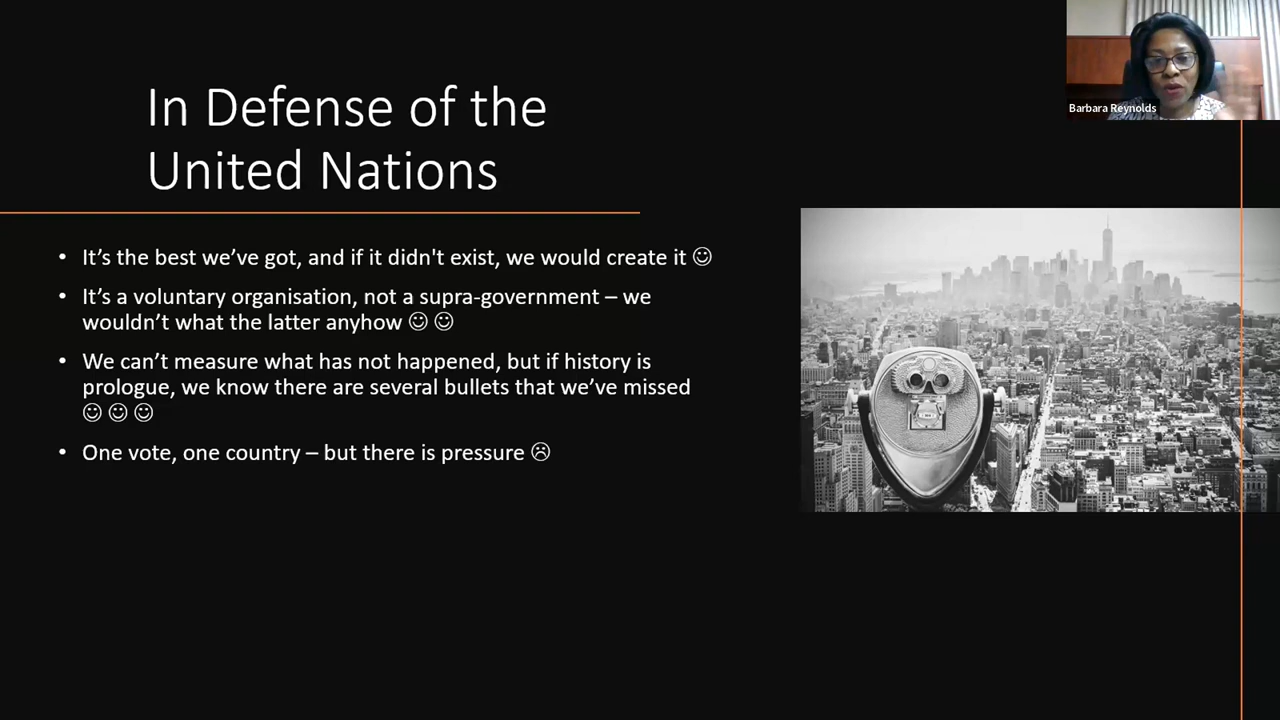 Barbara Reynolds
In Defense of the
United Nations
• It’s the best we’ve got, and if it didn't exist, we would create it ☺
• It’s a voluntary organisation, not a supra-government – we
wouldn’t what the latter anyhow ☺ ☺
• We can’t measure what has not happened, but if history is
prologue, we know there are several bullets that we’ve missed
☺ ☺ ☺
• One vote, one country – but there is pressure ☹